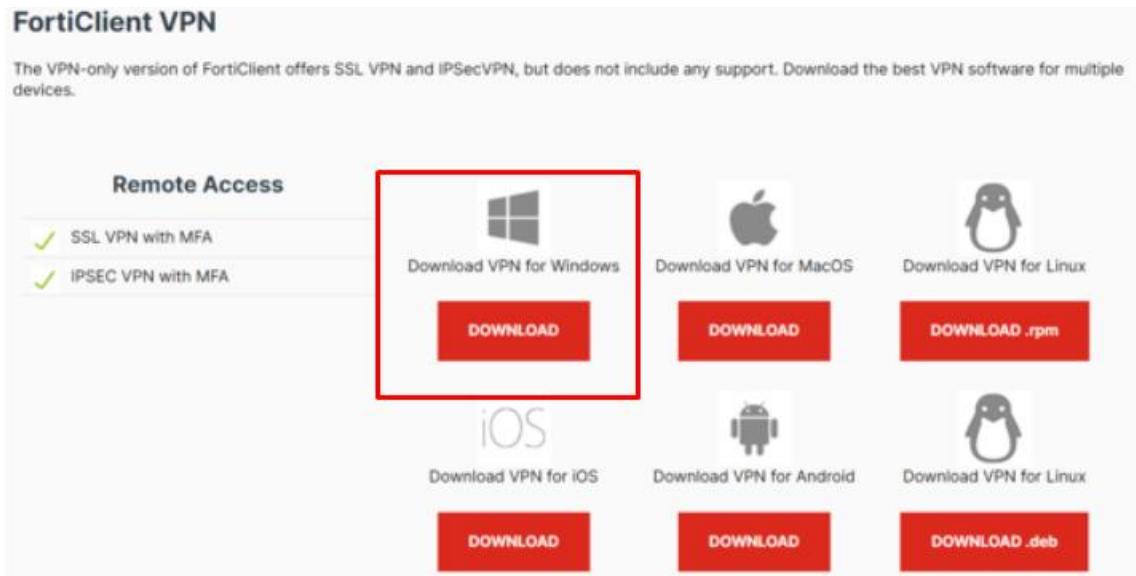 FortiClient VPN
The VPN-only version of FortiClient offers SSL VPN and IPSecVPN, but does not include any support. Download the best VPN software for multiple
devices.
Remote Access
SSL VPN with MFA
IPSEC VPN with MFA
Download VPN for Windows
DOWNLOAD
Download VPN for MacOS
DOWNLOAD
Download VPN for Linux
DOWNLOAD .rpm
iOS
Download VPN for iOS
DOWNLOAD
Download VPN for Android
DOWNLOAD
Download VPN for Linux
DOWNLOAD .deb